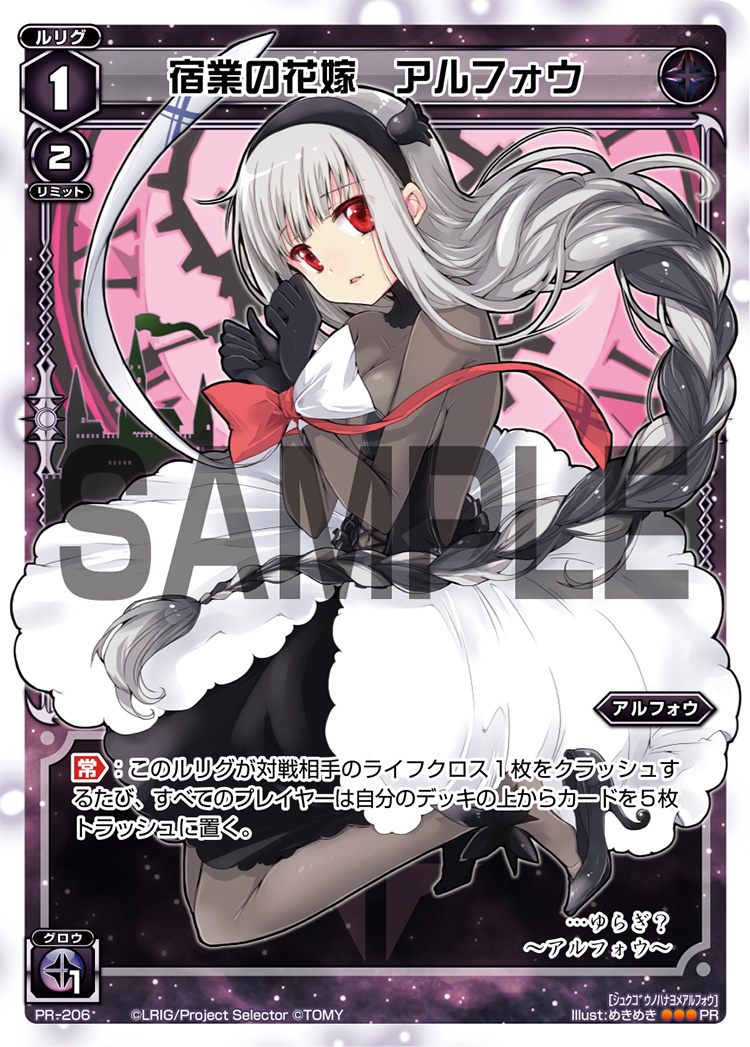 ルリグ
1
宿業の花嫁 アルフォウ
2
リミット
SAMPLE
アルフォウ
常:このルリグが対戦相手のライフクロス1枚をクラッシュす
るたび、すべてのプレイヤーは自分のデッキの上からカードを5枚
トラッシュに置く。
…ゆらぎ?
～アルフォウ～
グロウ
1
[シュクゴウノハナヨメアルフォウ]
PR-206 ©LRIG/Project Selector ©TOMY Illust:めきめき PR